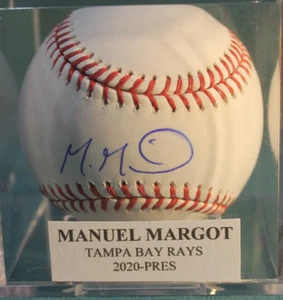 M. M
MANUEL MARGOT
TAMPA BAY RAYS
2020-PRES